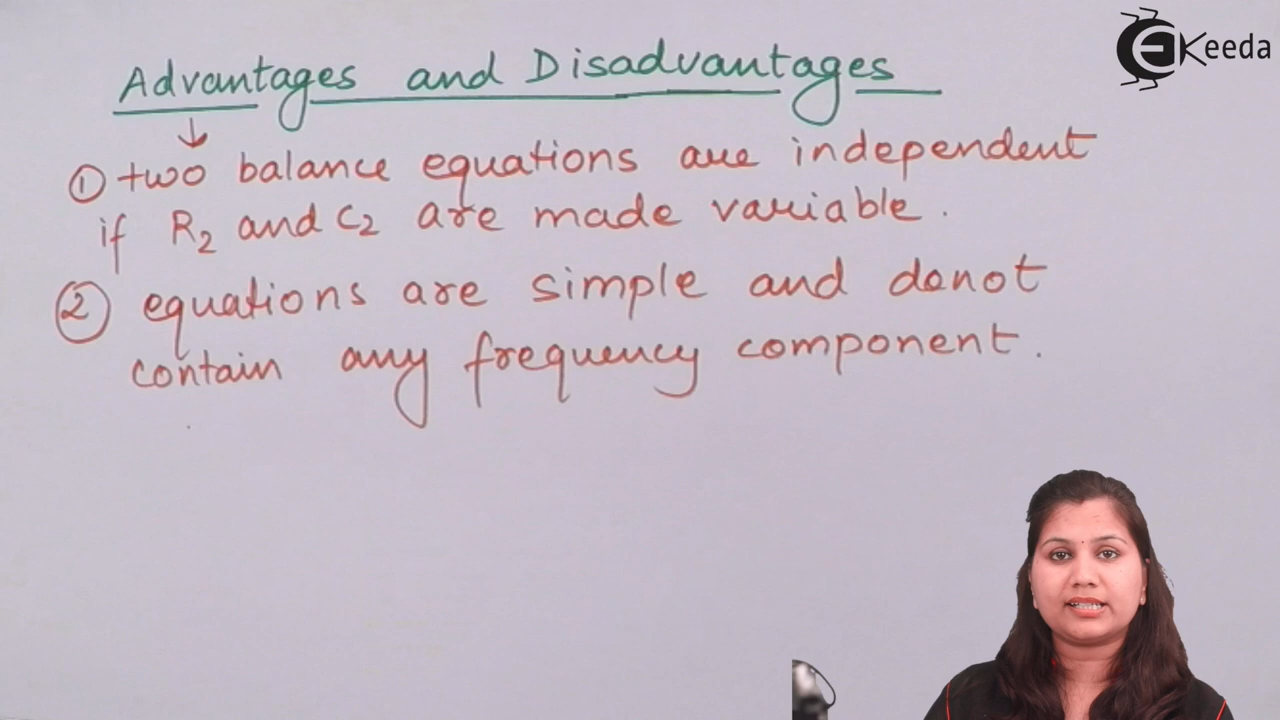 EKeeda
Advantages and Disadvantages
↓
① two balance equations are independent
if R₂ and C₂ are made variable.
② equations are simple and donot
contain any frequency component.